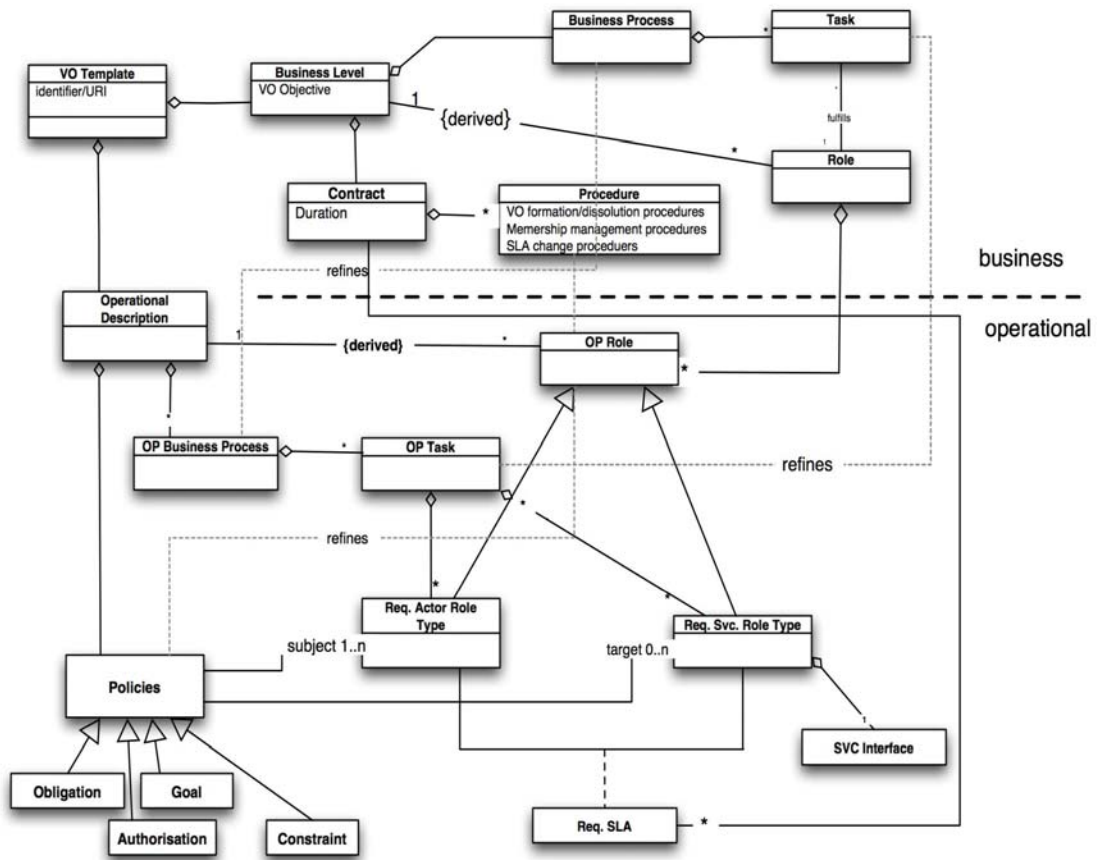 Business Process
Task
*
VO Template
identifier/URI
Business Level
VO Objective
1
{derived}
*
*
fulfills
1
Role
Contract
Duration
*
Procedure
VO formation/dissolution procedures
Memership management procedures
SLA change proceduers
refines
business
operational
Operational
Description
1
{derived}
*
OP Role
*
*
OP Business Process
*
OP Task
refines
*
refines
*
*
Req. Actor Role
Type
Req. Svc. Role Type
subject 1..n
target 0..n
Policies
1
SVC Interface
Obligation
Goal
Authorisation
Constraint
Req. SLA
*